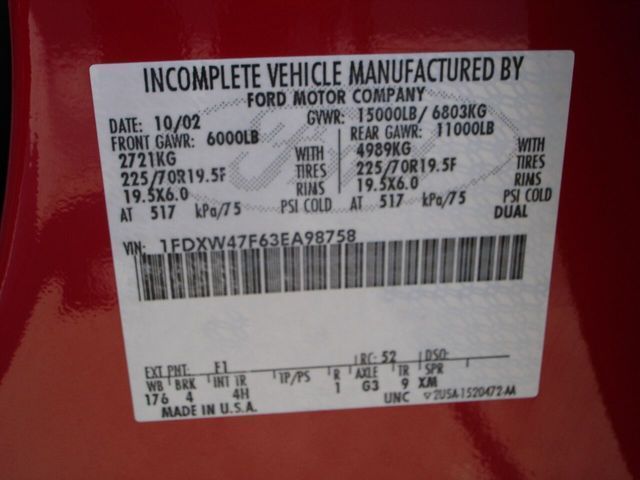 INCOMPLETE VEHICLE MANUFACTURED BY
FORD MOTOR COMPANY
DATE: 10/02 GVWR: 15000LB/ 6803KG
FRONT GAWR: 6000LB REAR GAWR: 11000LB
2721KG WITH 4989KG WITH
225/70R19.5F TIRES 225/70R19.5F TIRES
19.5X6.0 RIMS 19.5X6.0 RIMS
AT 517 kPa/75 PSI COLD AT 517 kPa/75 PSI COLD
DUAL
VIN: 1FDXW47F63EA98758
EXT PNT: F1 RC: 52 DSO:
WB BRK INT TR TP/PS R AXLE TR SPR
176 4 4H 1 G3 9 XM
MADE IN U.S.A. UNC ▽2U5A-1520472-AA